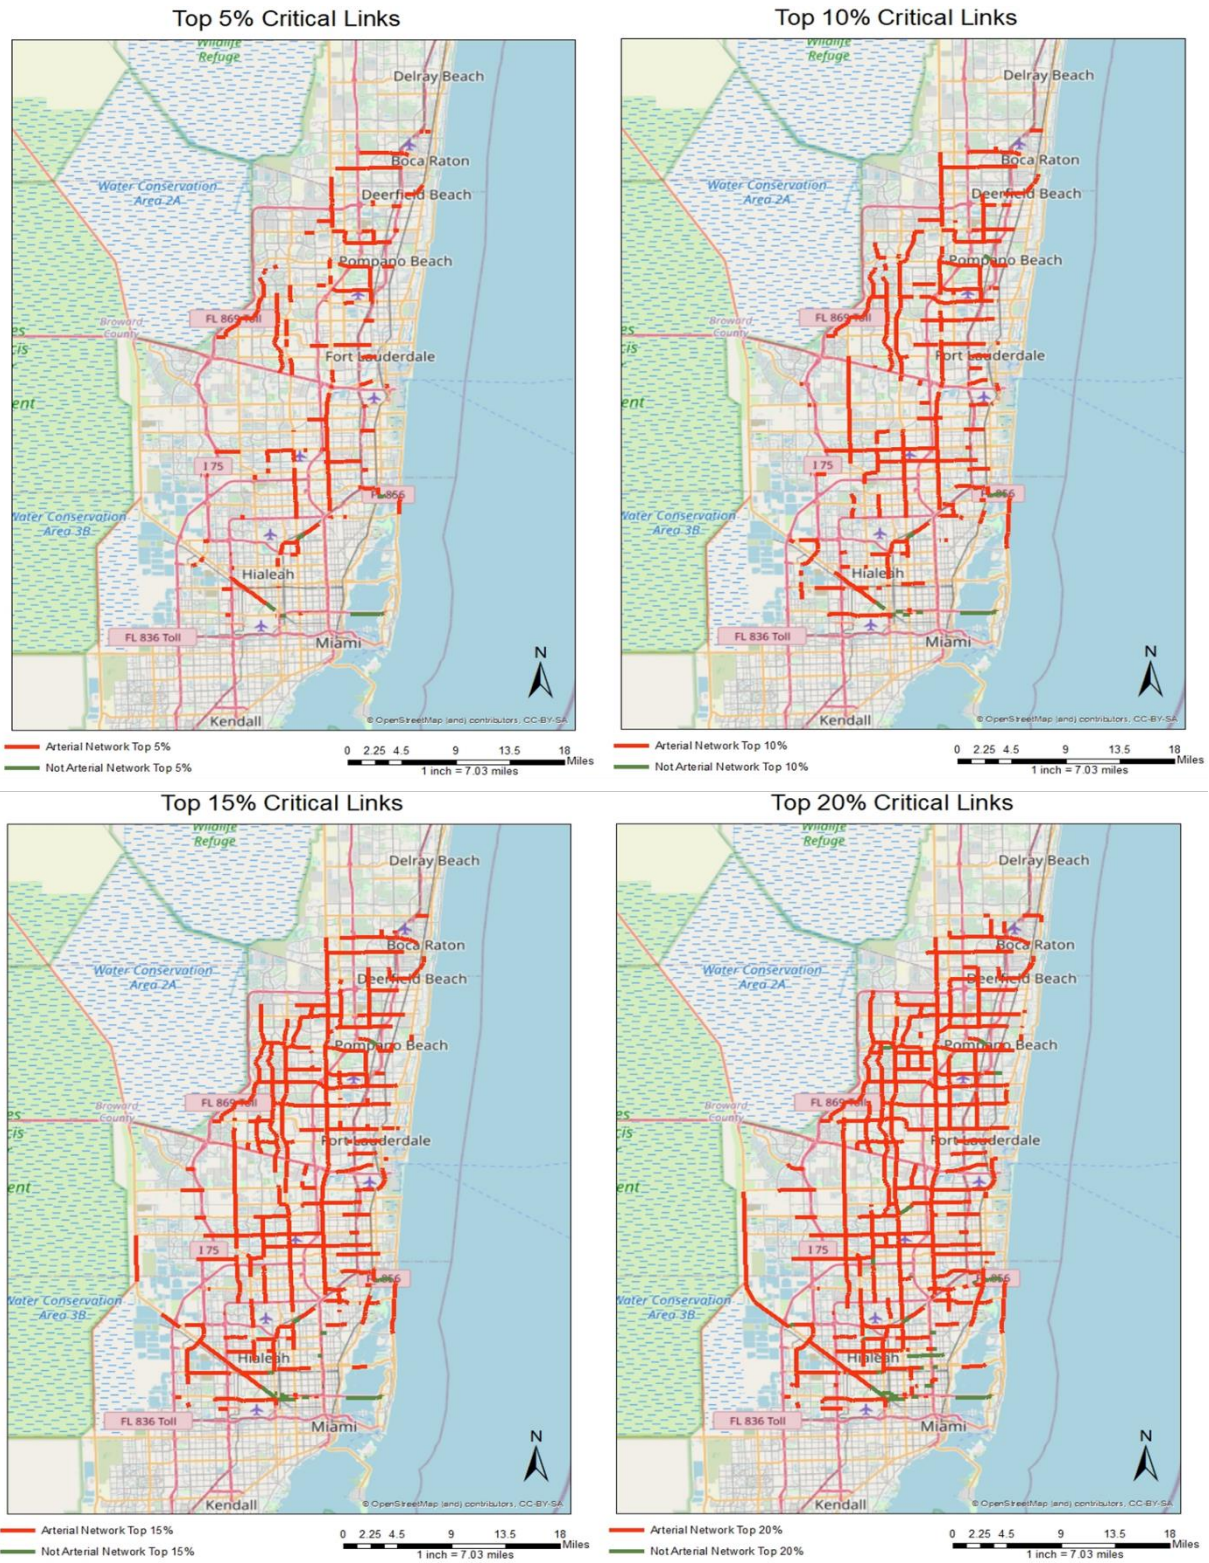 Top 5% Critical Links
Wildlife
Refuge
Delray Beach
Boca Raton
Water Conservation
Area 2A
Deerfield Beach
Pompano Beach
FL 869 Toll
Broward
County
es
cis
Fort Lauderdale
ent
I 75
Water Conservation
Area 3B
Hialeah
FL 836 Toll
Miami
N
Kendall
© OpenStreetMap (and) contributors, CC-BY-SA
Arterial Network Top 5%
Not Arterial Network Top 5%
0 2.25 4.5 9 13.5 18
Miles
1 inch = 7.03 miles
Top 10% Critical Links
Wildlife
Refuge
Delray Beach
Boca Raton
Water Conservation
Area 2A
Deerfield Beach
Pompano Beach
FL 869 Toll
Broward
County
es
cis
Fort Lauderdale
ent
I 75
Water Conservation
Area 3B
Hialeah
FL 836 Toll
Miami
N
Kendall
© OpenStreetMap (and) contributors, CC-BY-SA
Arterial Network Top 10%
Not Arterial Network Top 10%
0 2.25 4.5 9 13.5 18
Miles
1 inch = 7.03 miles
Top 15% Critical Links
Wildlife
Refuge
Delray Beach
Boca Raton
Water Conservation
Area 2A
Deerfield Beach
Pompano Beach
FL 869 Toll
Broward
County
es
cis
Fort Lauderdale
ent
I 75
Water Conservation
Area 3B
Hialeah
FL 836 Toll
Miami
N
Kendall
© OpenStreetMap (and) contributors, CC-BY-SA
Arterial Network Top 15%
Not Arterial Network Top 15%
0 2.25 4.5 9 13.5 18
Miles
1 inch = 7.03 miles
Top 20% Critical Links
Wildlife
Refuge
Delray Beach
Boca Raton
Water Conservation
Area 2A
Deerfield Beach
Pompano Beach
FL 869 Toll
Broward
County
es
cis
Fort Lauderdale
ent
I 75
Water Conservation
Area 3B
Hialeah
FL 836 Toll
Miami
N
Kendall
© OpenStreetMap (and) contributors, CC-BY-SA
Arterial Network Top 20%
Not Arterial Network Top 20%
0 2.25 4.5 9 13.5 18
Miles
1 inch = 7.03 miles